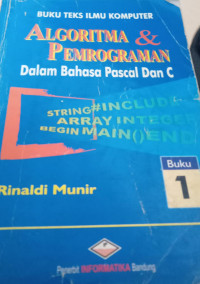 BUKU TEKS ILMU KOMPUTER
ALGORITMA &
PEMROGRAMAN
Dalam Bahasa Pascal Dan C
STRING#INCLUDE
ARRAY INTEGER
BEGIN MAIN()END
Buku
1
Rinaldi Munir
Penerbit INFORMATIKA Bandung